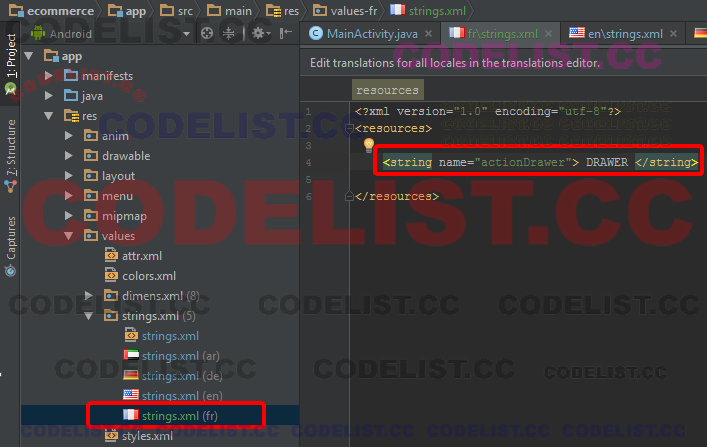 ecommerce app src main res values-fr strings.xml
Android
MainActivity.java fr\strings.xml en\strings.xml
Edit translations for all locales in the translations editor.
1: Project
7: Structure
Captures
app
manifests
java
res
anim
drawable
layout
menu
mipmap
values
attr.xml
colors.xml
dimens.xml (8)
strings.xml (5)
strings.xml
strings.xml (ar)
strings.xml (de)
strings.xml (en)
strings.xml (fr)
styles.xml
resources
1 <?xml version="1.0" encoding="utf-8"?>
2 <resources>
3
4 <string name="actionDrawer"> DRAWER </string>
5
6 </resources>
CODELIST.CC
CODELIST.CC
CODELIST.CC
CODELIST.CC
CODELIST.CC
CODELIST.CC
CODELIST.CC
CODELIST.CC
CODELIST.CC
CODELIST.CC